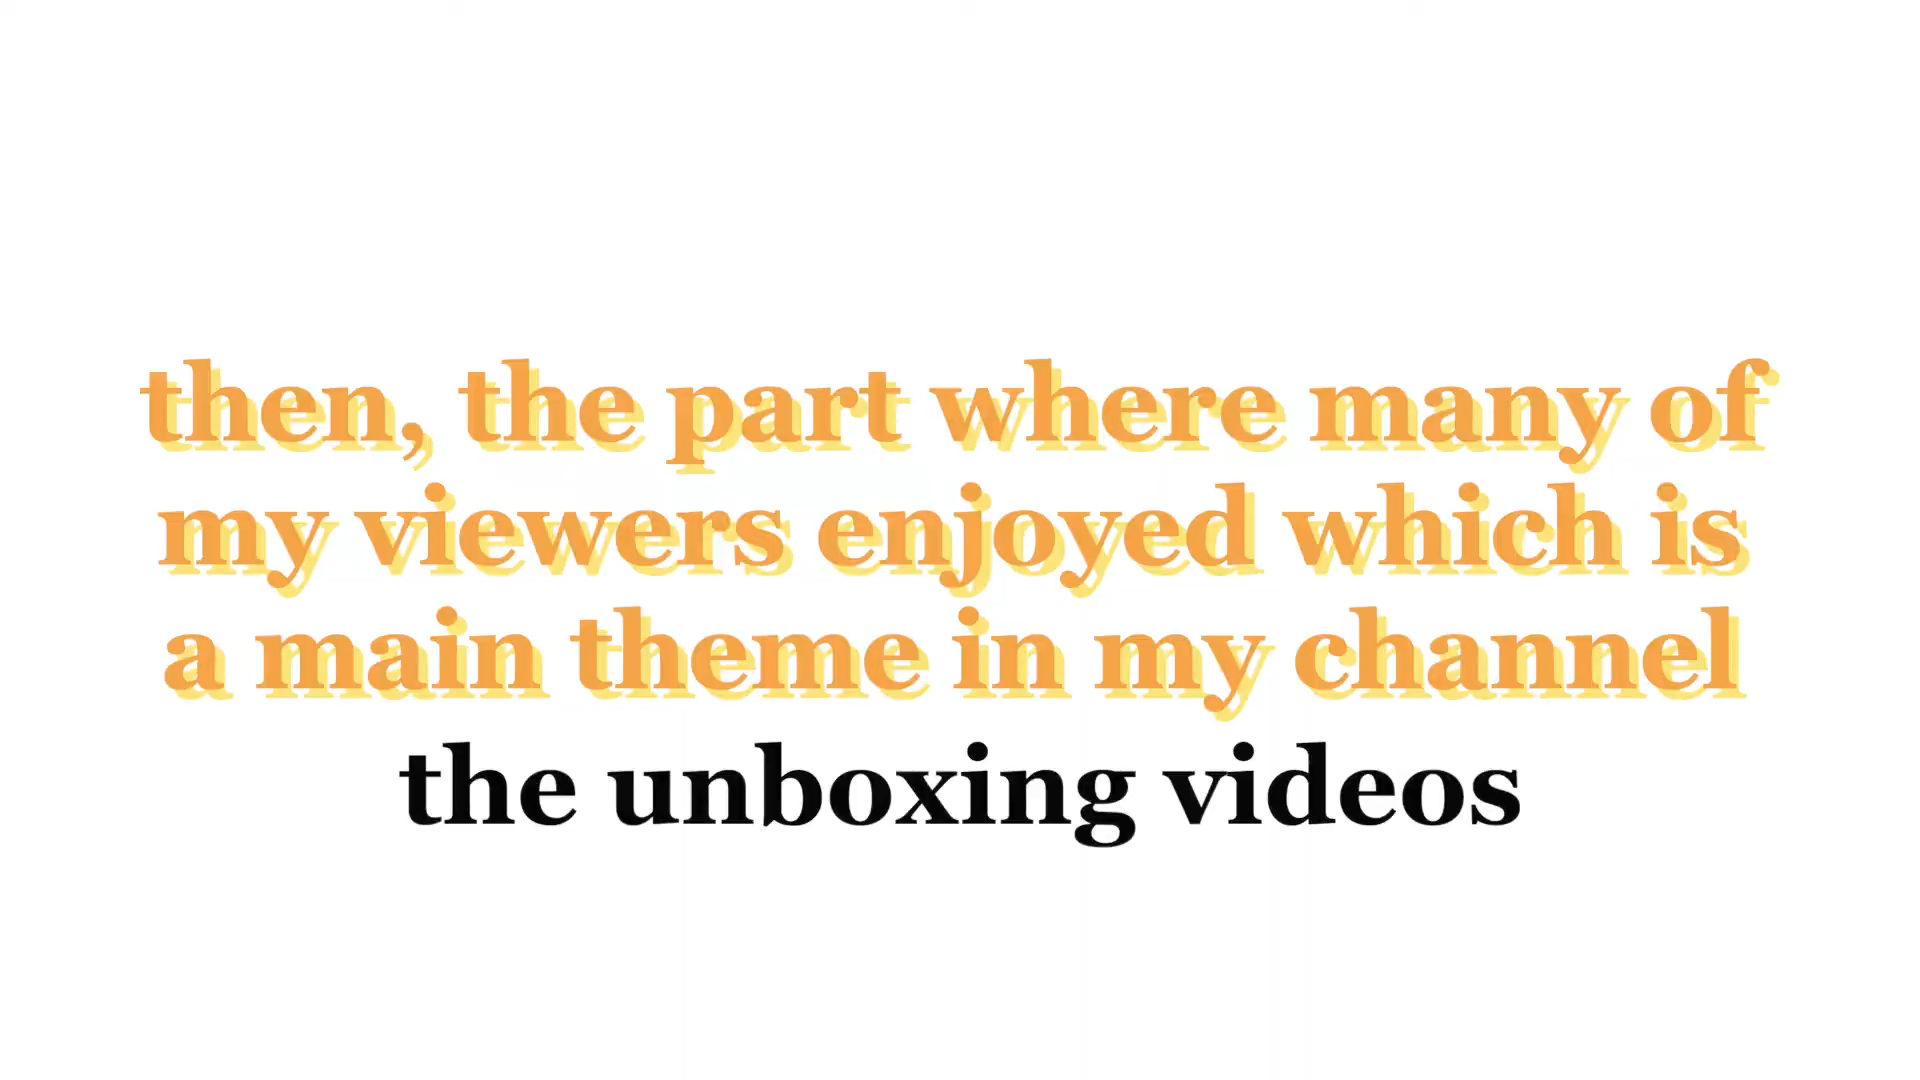 then, the part where many of
my viewers enjoyed which is
a main theme in my channel
the unboxing videos